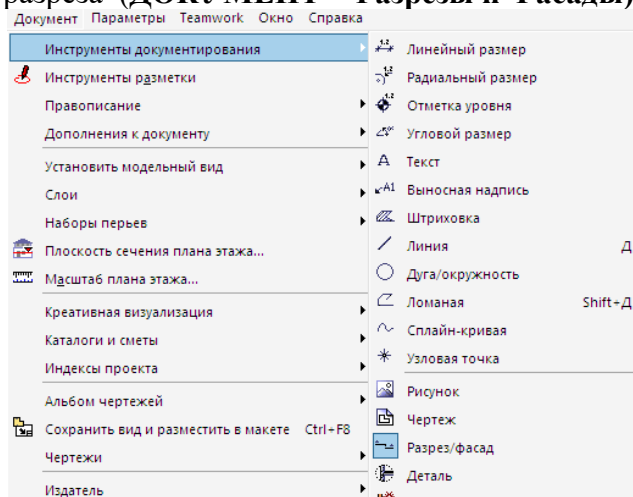 разреза (ДОКУМЕНТ – Разрезы и Фасады)
Документ Параметры Teamwork Окно Справка
Инструменты документирования
Инструменты разметки
Правописание
Дополнения к документу
Установить модельный вид
Слои
Наборы перьев
Плоскость сечения плана этажа...
Масштаб плана этажа...
Креативная визуализация
Каталоги и сметы
Индексы проекта
Альбом чертежей
Сохранить вид и разместить в макете Ctrl+F8
Чертежи
Издатель
Линейный размер
Радиальный размер
Отметка уровня
Угловой размер
A Текст
A1 Выносная надпись
Штриховка
Линия Д
Дуга/окружность
Ломаная Shift+Д
Сплайн-кривая
Узловая точка
Рисунок
Чертеж
Разрез/фасад
Деталь